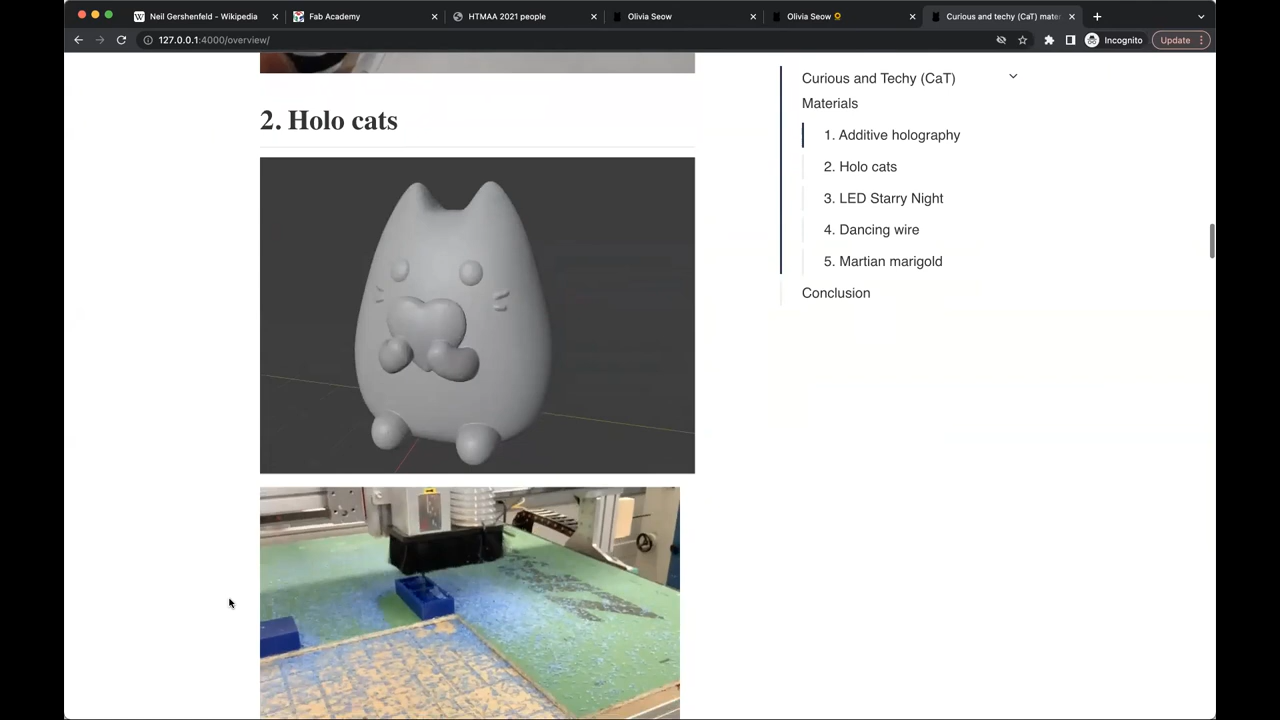 Neil Gershenfeld - Wikipedia
Fab Academy
HTMAA 2021 people
Olivia Seow
Olivia Seow
Curious and techy (CaT) mater
127.0.0.1:4000/overview/
Incognito
Update
2. Holo cats
Curious and Techy (CaT)
Materials
1. Additive holography
2. Holo cats
3. LED Starry Night
4. Dancing wire
5. Martian marigold
Conclusion